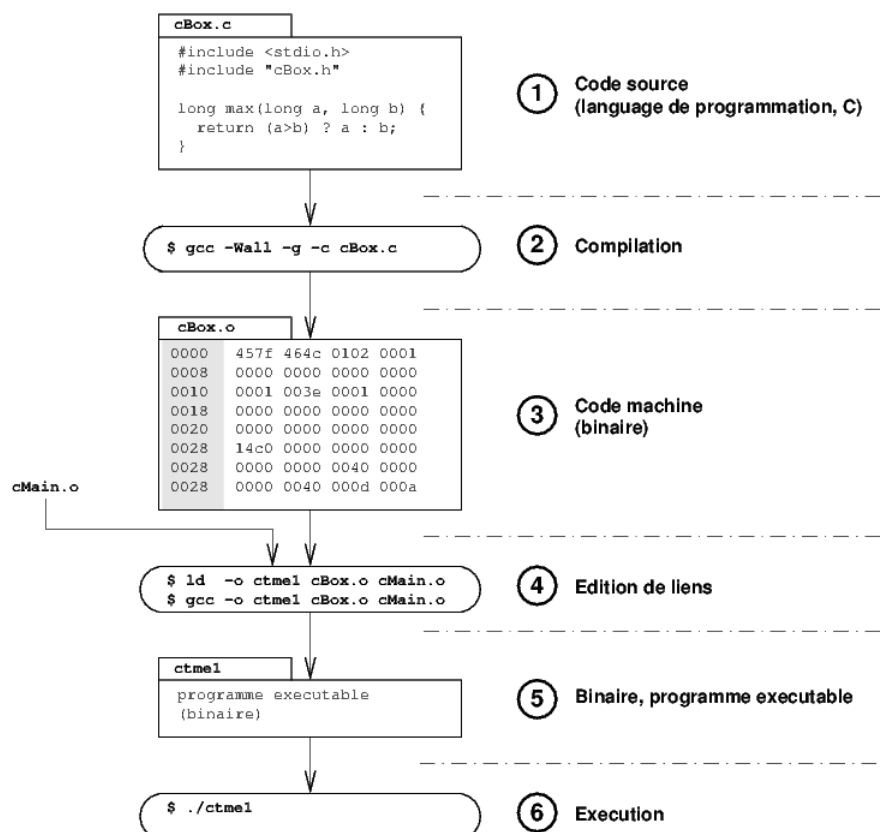 cBox.c
#include <stdio.h>
#include "cBox.h"
long max(long a, long b) {
return (a>b) ? a : b;
}
1 Code source
(language de programmation, C)
$ gcc -Wall -g -c cBox.c
2 Compilation
cBox.o
0000 457f 464c 0102 0001
0008 0000 0000 0000 0000
0010 0001 003e 0001 0000
0018 0000 0000 0000 0000
0020 0000 0000 0000 0000
0028 14c0 0000 0000 0000
0028 0000 0000 0040 0000
0028 0000 0040 000d 000a
3 Code machine
(binaire)
cMain.o
$ ld -o ctme1 cBox.o cMain.o
$ gcc -o ctme1 cBox.o cMain.o
4 Edition de liens
ctme1
programme executable
(binaire)
5 Binaire, programme executable
$ ./ctme1
6 Execution